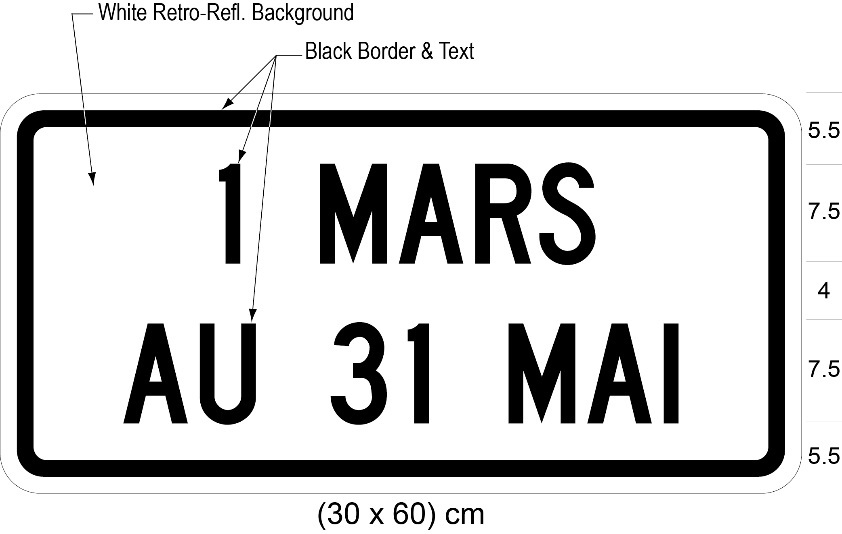 White Retro-Refl. Background
Black Border & Text
1 MARS
AU 31 MAI
5.5
7.5
4
7.5
5.5
(30 x 60) cm